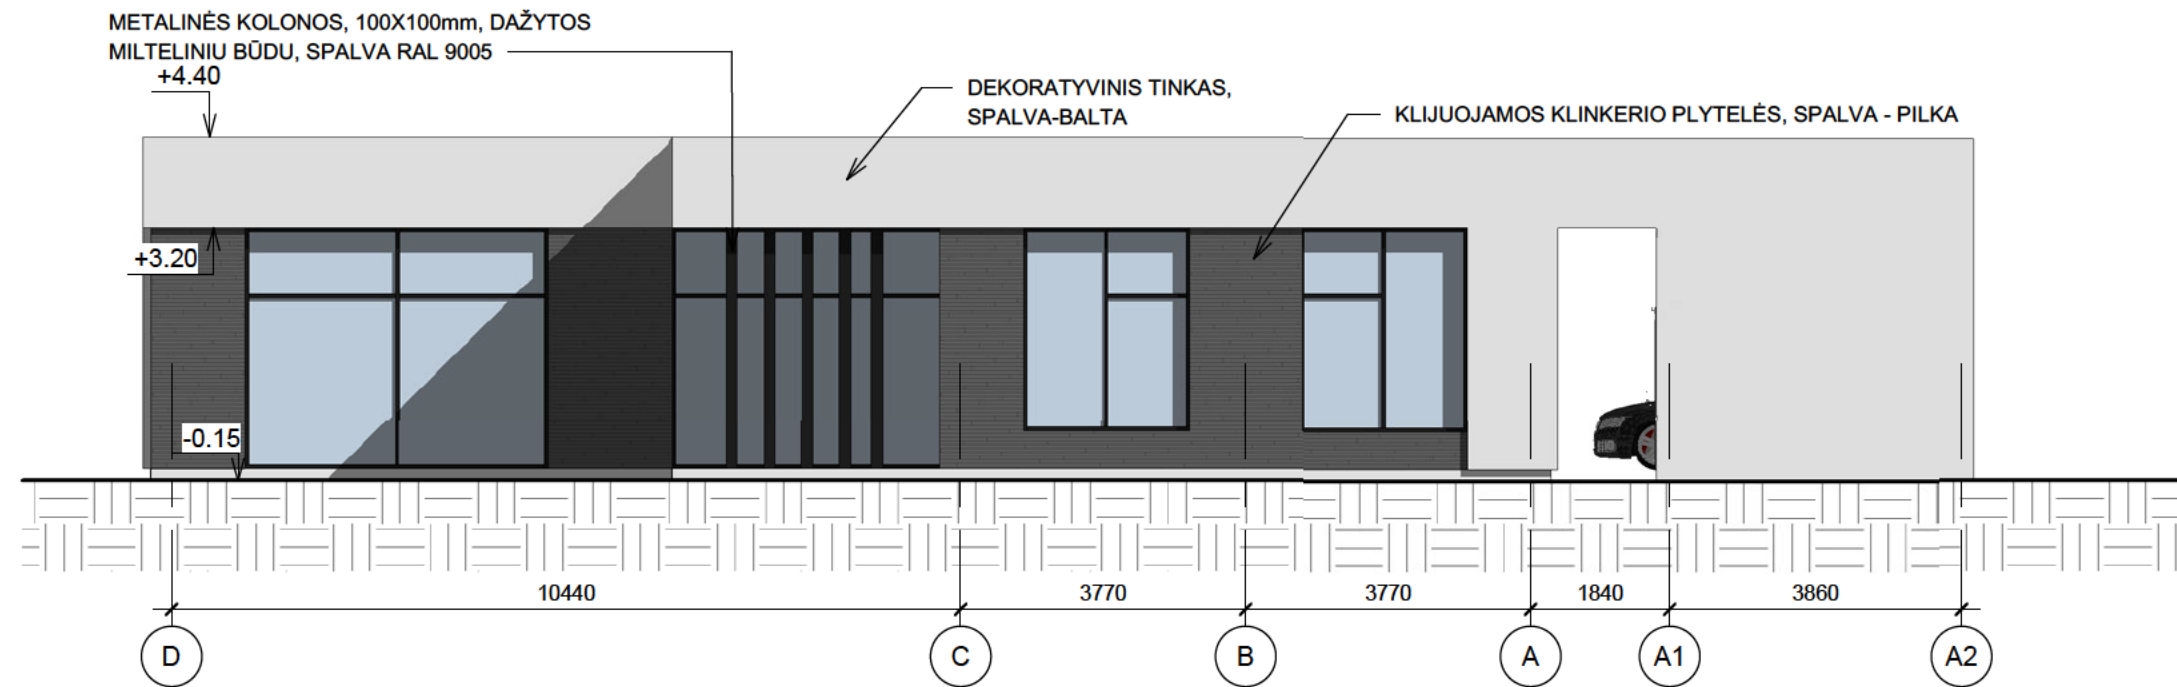 METALINĖS KOLONOS, 100X100mm, DAŽYTOS
MILTELINIU BŪDU, SPALVA RAL 9005
+4.40
DEKORATYVINIS TINKAS,
SPALVA-BALTA
KLIJUOJAMOS KLINKERIO PLYTELĖS, SPALVA - PILKA
+3.20
-0.15
10440 3770 3770 1840 3860
D C B A A1 A2